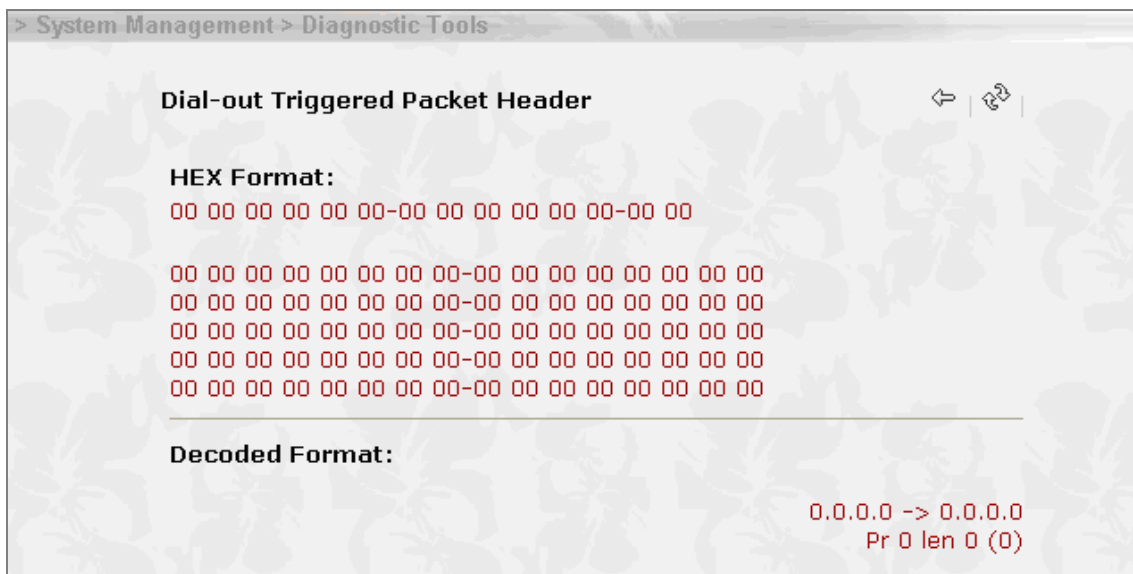 > System Management > Diagnostic Tools
Dial-out Triggered Packet Header
HEX Format:
00 00 00 00 00 00-00 00 00 00 00 00-00 00
00 00 00 00 00 00 00 00-00 00 00 00 00 00 00 00
00 00 00 00 00 00 00 00-00 00 00 00 00 00 00 00
00 00 00 00 00 00 00 00-00 00 00 00 00 00 00 00
00 00 00 00 00 00 00 00-00 00 00 00 00 00 00 00
00 00 00 00 00 00 00 00-00 00 00 00 00 00 00 00
Decoded Format:
0.0.0.0 -> 0.0.0.0
Pr 0 len 0 (0)